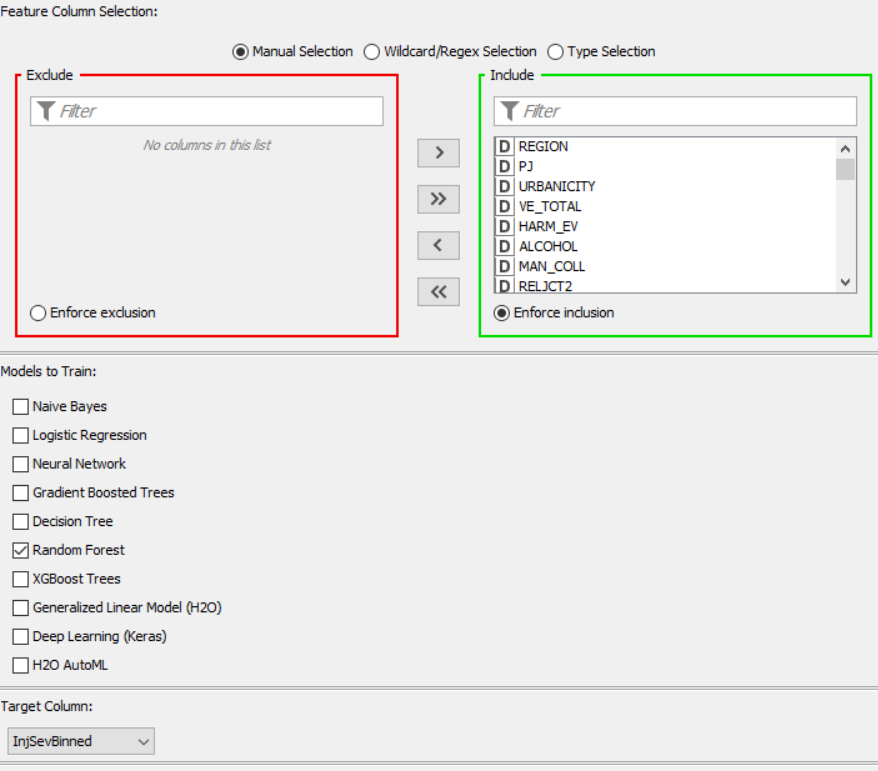 Feature Column Selection:
Manual Selection Wildcard/Regex Selection Type Selection
Exclude
Filter
No columns in this list
Enforce exclusion
>
>>
<
<<
Include
Filter
D REGION
D PJ
D URBANICITY
D VE_TOTAL
D HARM_EV
D ALCOHOL
D MAN_COLL
D RELJCT2
Enforce inclusion
Models to Train:
Naive Bayes
Logistic Regression
Neural Network
Gradient Boosted Trees
Decision Tree
Random Forest
XGBoost Trees
Generalized Linear Model (H2O)
Deep Learning (Keras)
H2O AutoML
Target Column:
InjSevBinned